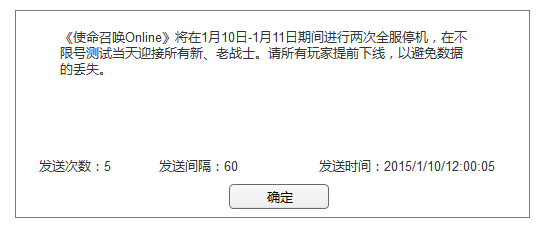 《使命召唤Online》将在1月10日-1月11日期间进行两次全服停机，在不
限号测试当天迎接所有新、老战士。请所有玩家提前下线，以避免数据
的丢失。
发送次数：5 发送间隔：60 发送时间：2015/1/10/12:00:05
确定